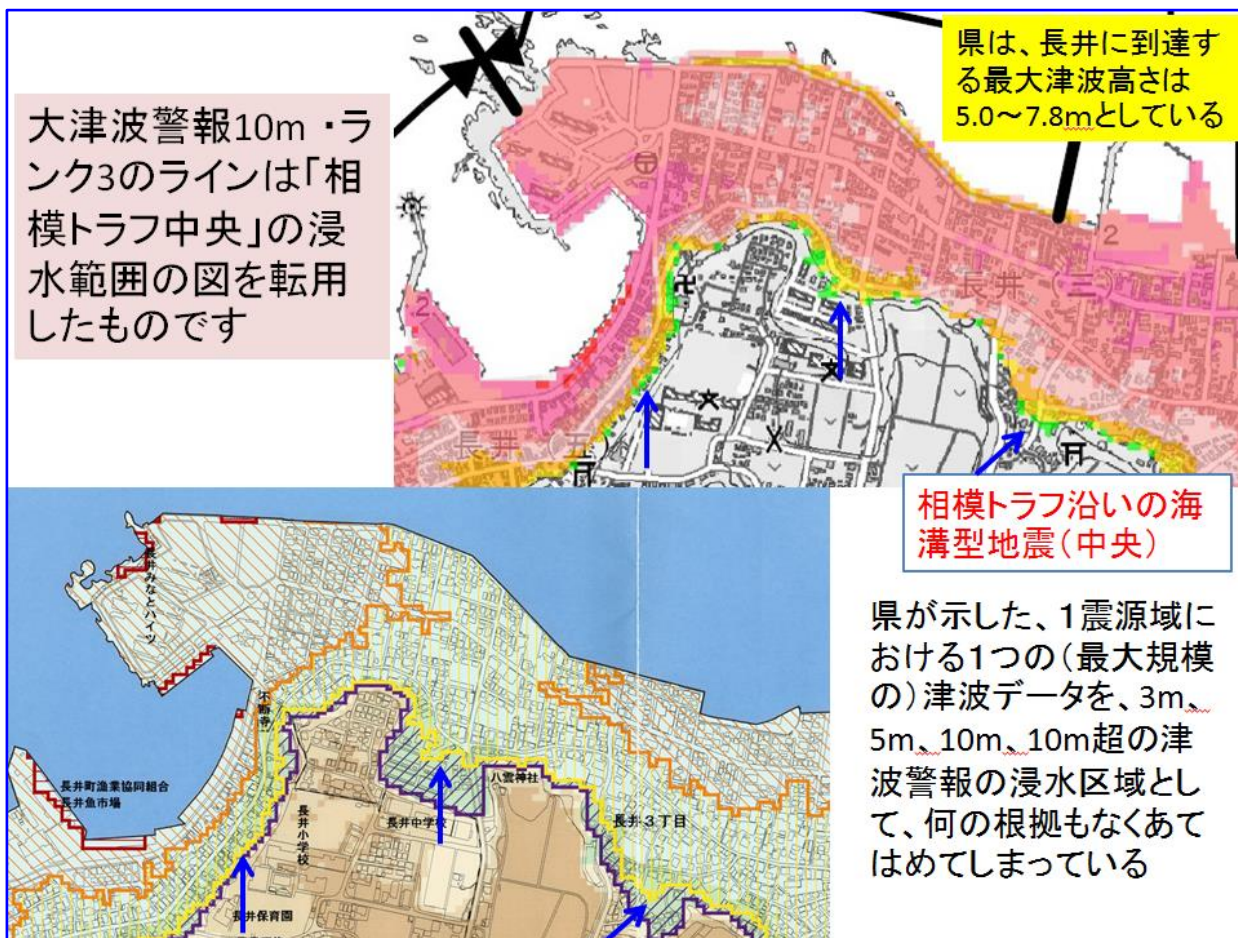 大津波警報10m ・ラ
ンク3のラインは「相
模トラフ中央」の浸
水範囲の図を転用
したものです
県は、長井に到達す
る最大津波高さは
5.0～7.8mとしている
2
2
長井（三）
長井（五）
相模トラフ沿いの海
溝型地震（中央）
県が示した、1震源域に
おける1つの（最大規模
の）津波データを、3m、
5m、10m、10m超の津
波警報の浸水区域とし
て、何の根拠もなくあて
はめてしまっている
長井みなとハイツ
不断寺
長井町漁業協同組合
長井魚市場
八雲神社
長井中学校
長井3丁目
長井小学校
長井保育園